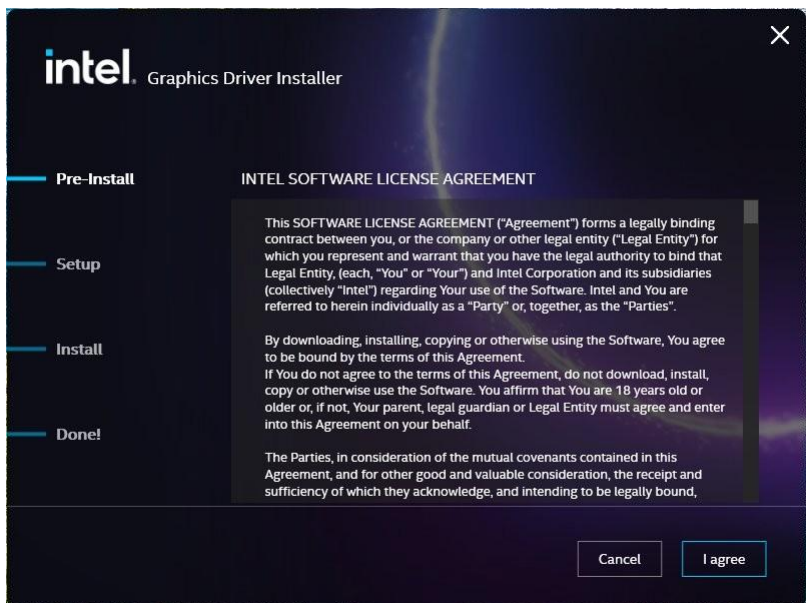 intel. Graphics Driver Installer
Pre-Install
Setup
Install
Done!
INTEL SOFTWARE LICENSE AGREEMENT
This SOFTWARE LICENSE AGREEMENT (“Agreement”) forms a legally binding
contract between you, or the company or other legal entity (“Legal Entity”) for
which you represent and warrant that you have the legal authority to bind that
Legal Entity, (each, “You” or “Your”) and Intel Corporation and its subsidiaries
(collectively “Intel”) regarding Your use of the Software. Intel and You are
referred to herein individually as a “Party” or, together, as the “Parties”.
By downloading, installing, copying or otherwise using the Software, You agree
to be bound by the terms of this Agreement.
If You do not agree to the terms of this Agreement, do not download, install,
copy or otherwise use the Software. You affirm that You are 18 years old or
older or, if not, Your parent, legal guardian or Legal Entity must agree and enter
into this Agreement on your behalf.
The Parties, in consideration of the mutual covenants contained in this
Agreement, and for other good and valuable consideration, the receipt and
sufficiency of which they acknowledge, and intending to be legally bound,
Cancel
I agree